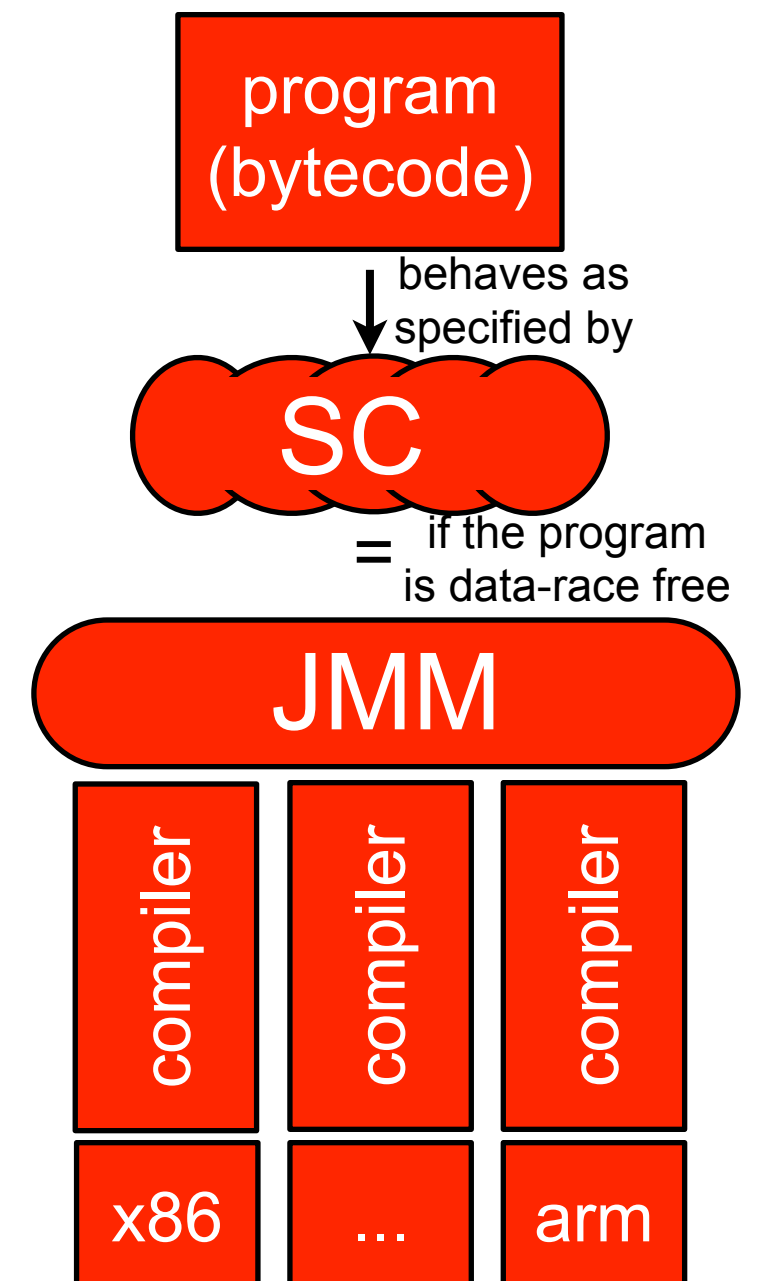 program
(bytecode)
behaves as
specified by
SC
= if the program
is data-race free
JMM
compiler
compiler
compiler
x86
...
arm